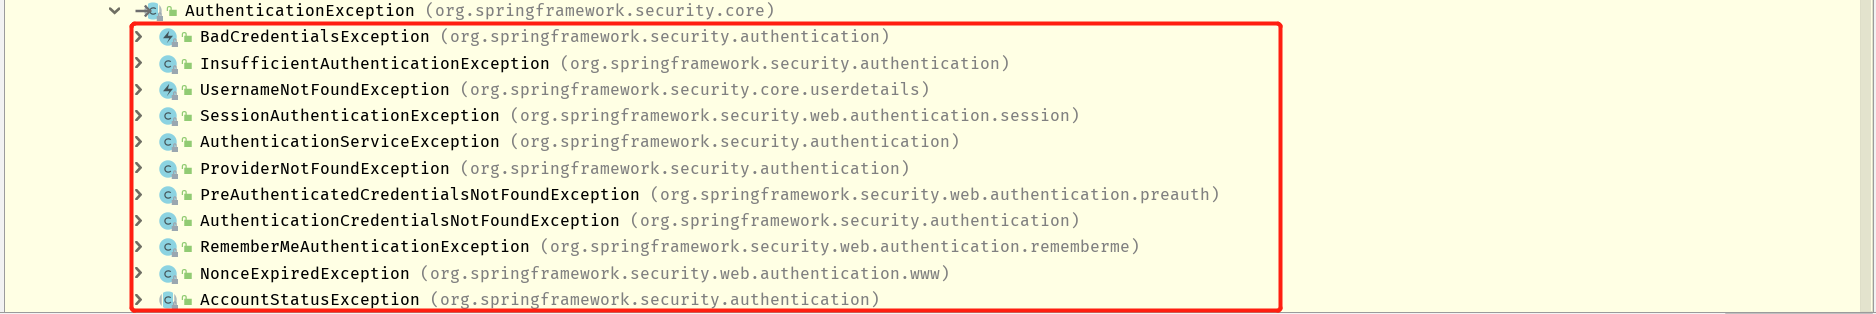 AuthenticationException (org.springframework.security.core)
BadCredentialsException (org.springframework.security.authentication)
InsufficientAuthenticationException (org.springframework.security.authentication)
UsernameNotFoundException (org.springframework.security.core.userdetails)
SessionAuthenticationException (org.springframework.security.web.authentication.session)
AuthenticationServiceException (org.springframework.security.authentication)
ProviderNotFoundException (org.springframework.security.authentication)
PreAuthenticatedCredentialsNotFoundException (org.springframework.security.web.authentication.preauth)
AuthenticationCredentialsNotFoundException (org.springframework.security.authentication)
RememberMeAuthenticationException (org.springframework.security.web.authentication.rememberme)
NonceExpiredException (org.springframework.security.web.authentication.www)
AccountStatusException (org.springframework.security.authentication)